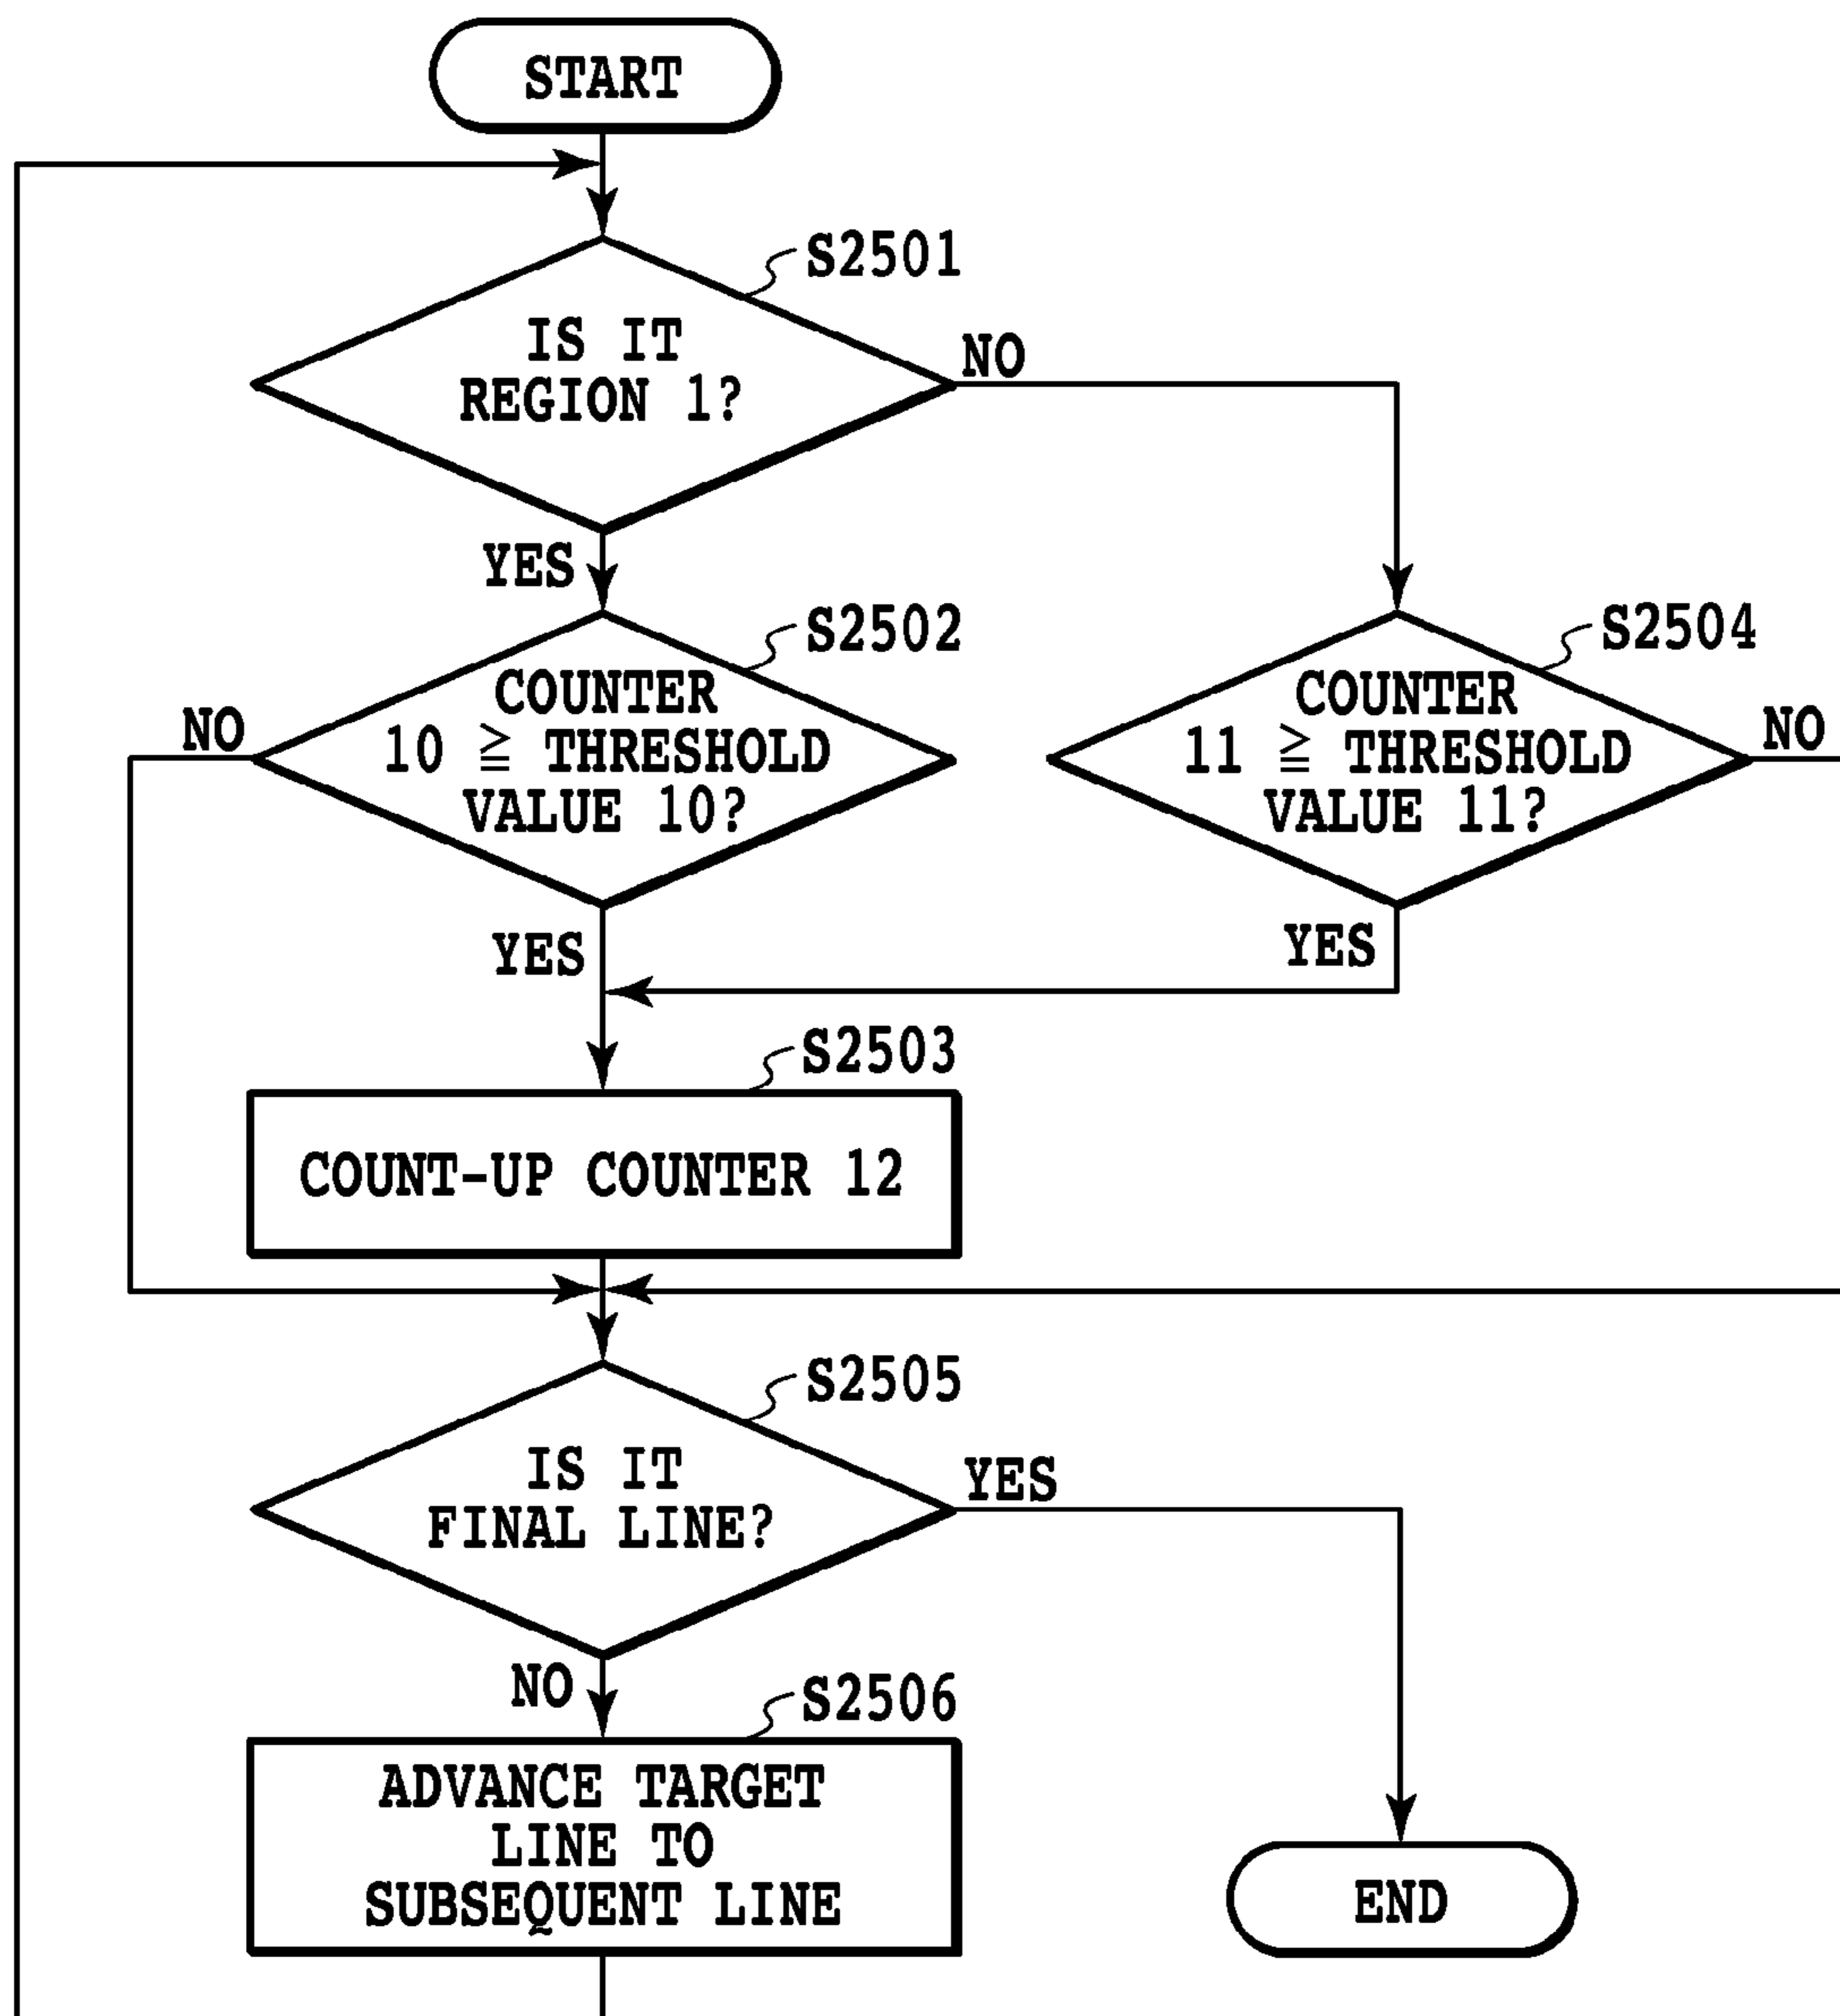 START
S2501
IS IT
REGION 1?
NO
YES
S2502
COUNTER
10 ≧ THRESHOLD
VALUE 10?
NO
YES
S2504
COUNTER
11 ≧ THRESHOLD
VALUE 11?
NO
YES
S2503
COUNT-UP COUNTER 12
S2505
IS IT
FINAL LINE?
YES
NO
S2506
ADVANCE TARGET
LINE TO
SUBSEQUENT LINE
END